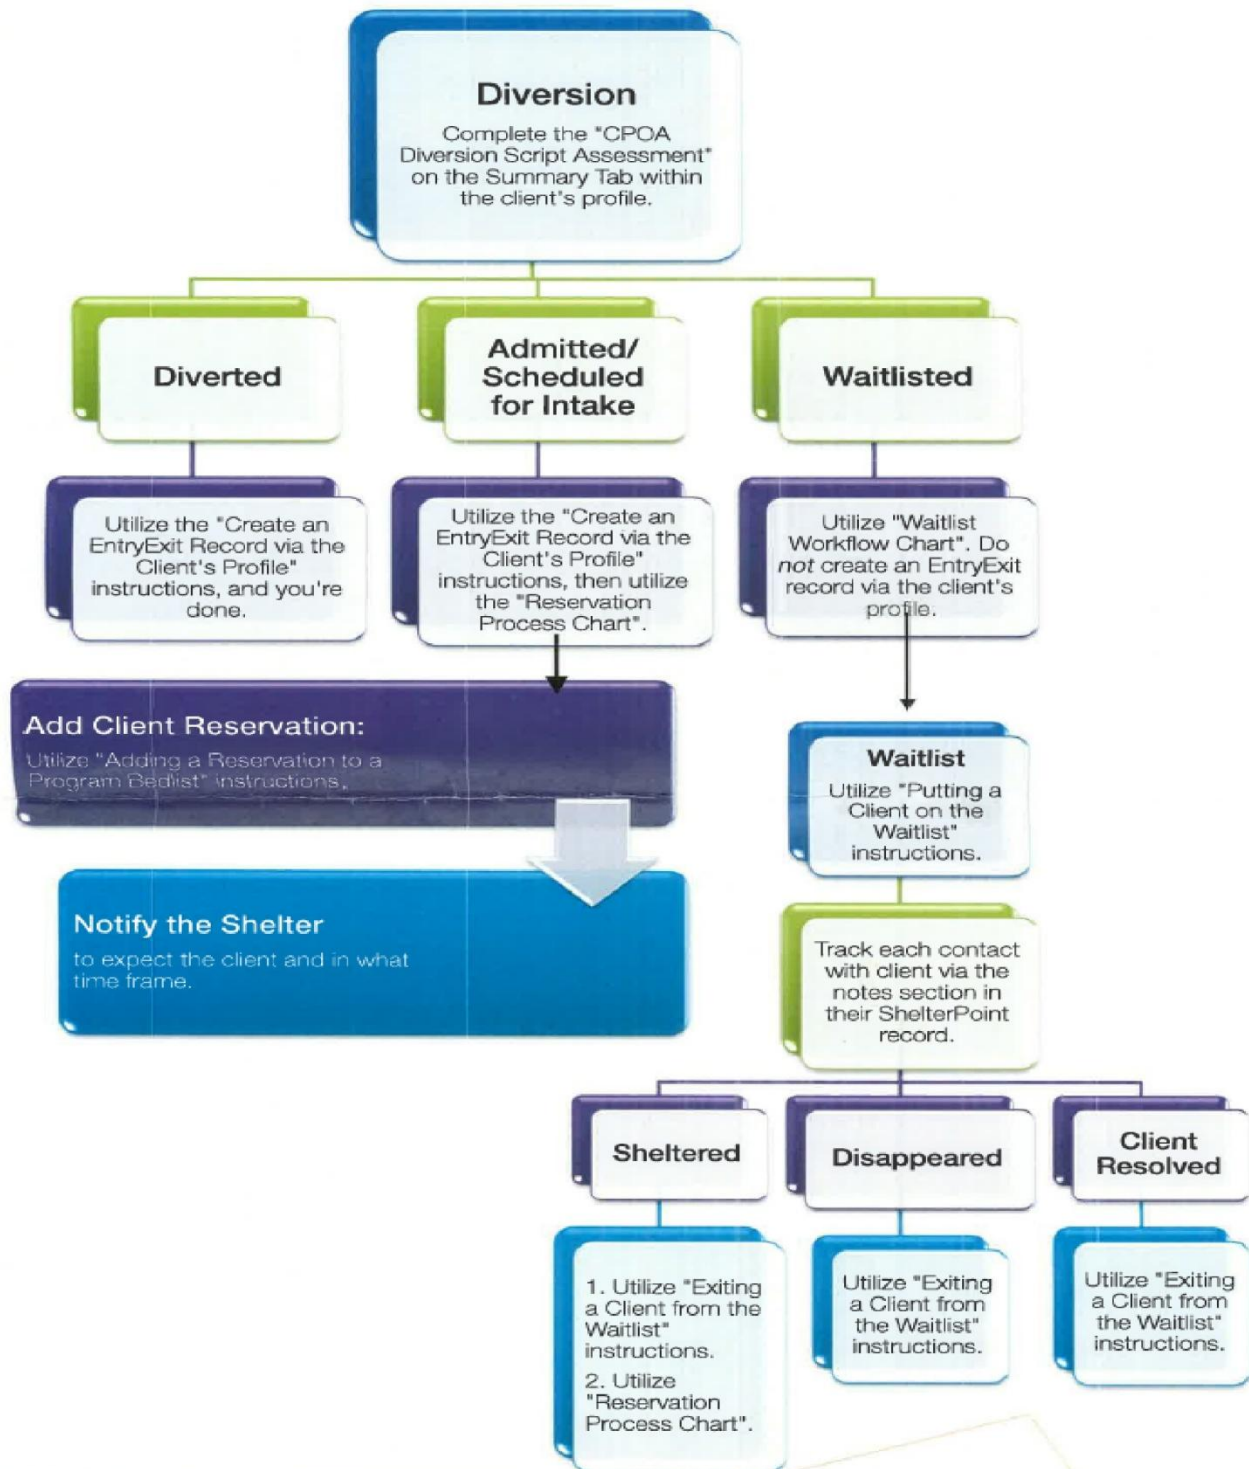 Diversion
Complete the "CPOA
Diversion Script Assessment"
on the Summary Tab within
the client's profile.
Diverted
Admitted/
Scheduled
for Intake
Waitlisted
Utilize the "Create an
EntryExit Record via the
Client's Profile"
instructions, and you're
done.
Utilize the "Create an
EntryExit Record via the
Client's Profile"
instructions, then utilize
the "Reservation
Process Chart".
Utilize "Waitlist
Workflow Chart". Do
not create an EntryExit
record via the client's
profile.
Add Client Reservation:
Utilize "Adding a Reservation to a
Program Bedlist" instructions.
Notify the Shelter
to expect the client and in what
time frame.
Waitlist
Utilize "Putting a
Client on the
Waitlist"
instructions.
Track each contact
with client via the
notes section in
their ShelterPoint
record.
Sheltered
Disappeared
Client
Resolved
1. Utilize "Exiting
a Client from the
Waitlist"
instructions.
2. Utilize
"Reservation
Process Chart".
Utilize "Exiting
a Client from
the Waitlist"
instructions.
Utilize "Exiting
a Client from
the Waitlist"
instructions.